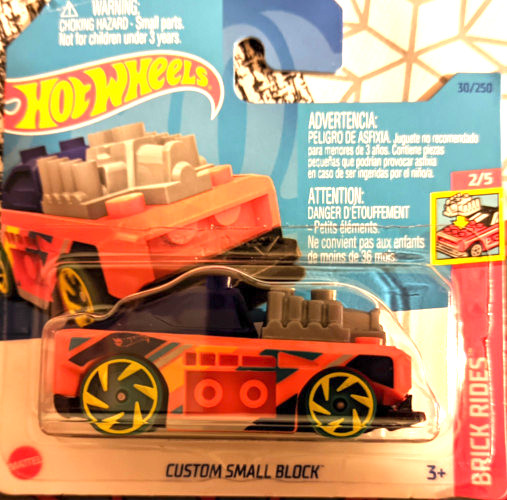 WARNING:
CHOKING HAZARD - Small parts.
Not for children under 3 years.
Hot Wheels
30/250
ADVERTENCIA:
PELIGRO DE ASFIXIA. Juguete no recomendado
para menores de 3 años. Contiene piezas
pequeñas que podrían provocar asfixia
en caso de ser ingeridas por el niño/a.
2/5
ATTENTION:
DANGER D'ÉTOUFFEMENT
- Petits éléments.
Ne convient pas aux enfants
de moins de 36 mois.
BRICK RIDES™
MATTEL
CUSTOM SMALL BLOCK™
3+